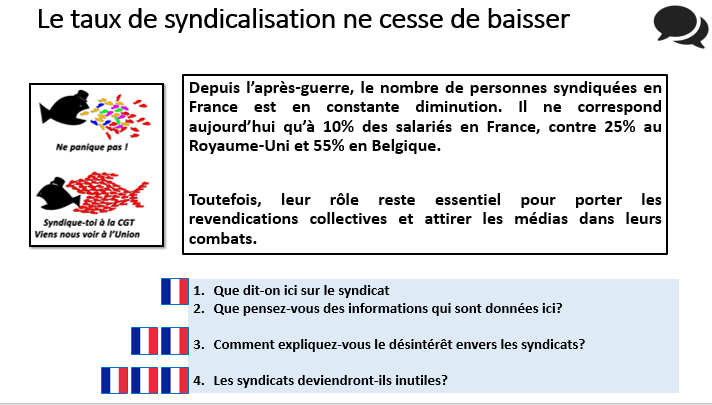 Le taux de syndicalisation ne cesse de baisser
Ne panique pas !
Syndique-toi à la CGT
Viens nous voir à l'Union
Depuis l'après-guerre, le nombre de personnes syndiquées en
France est en constante diminution. Il ne correspond
aujourd'hui qu'à 10% des salariés en France, contre 25% au
Royaume-Uni et 55% en Belgique.
Toutefois, leur rôle reste essentiel pour porter les
revendications collectives et attirer les médias dans leurs
combats.
1. Que dit-on ici sur le syndicat
2. Que pensez-vous des informations qui sont données ici?
3. Comment expliquez-vous le désintérêt envers les syndicats?
4. Les syndicats deviendront-ils inutiles?